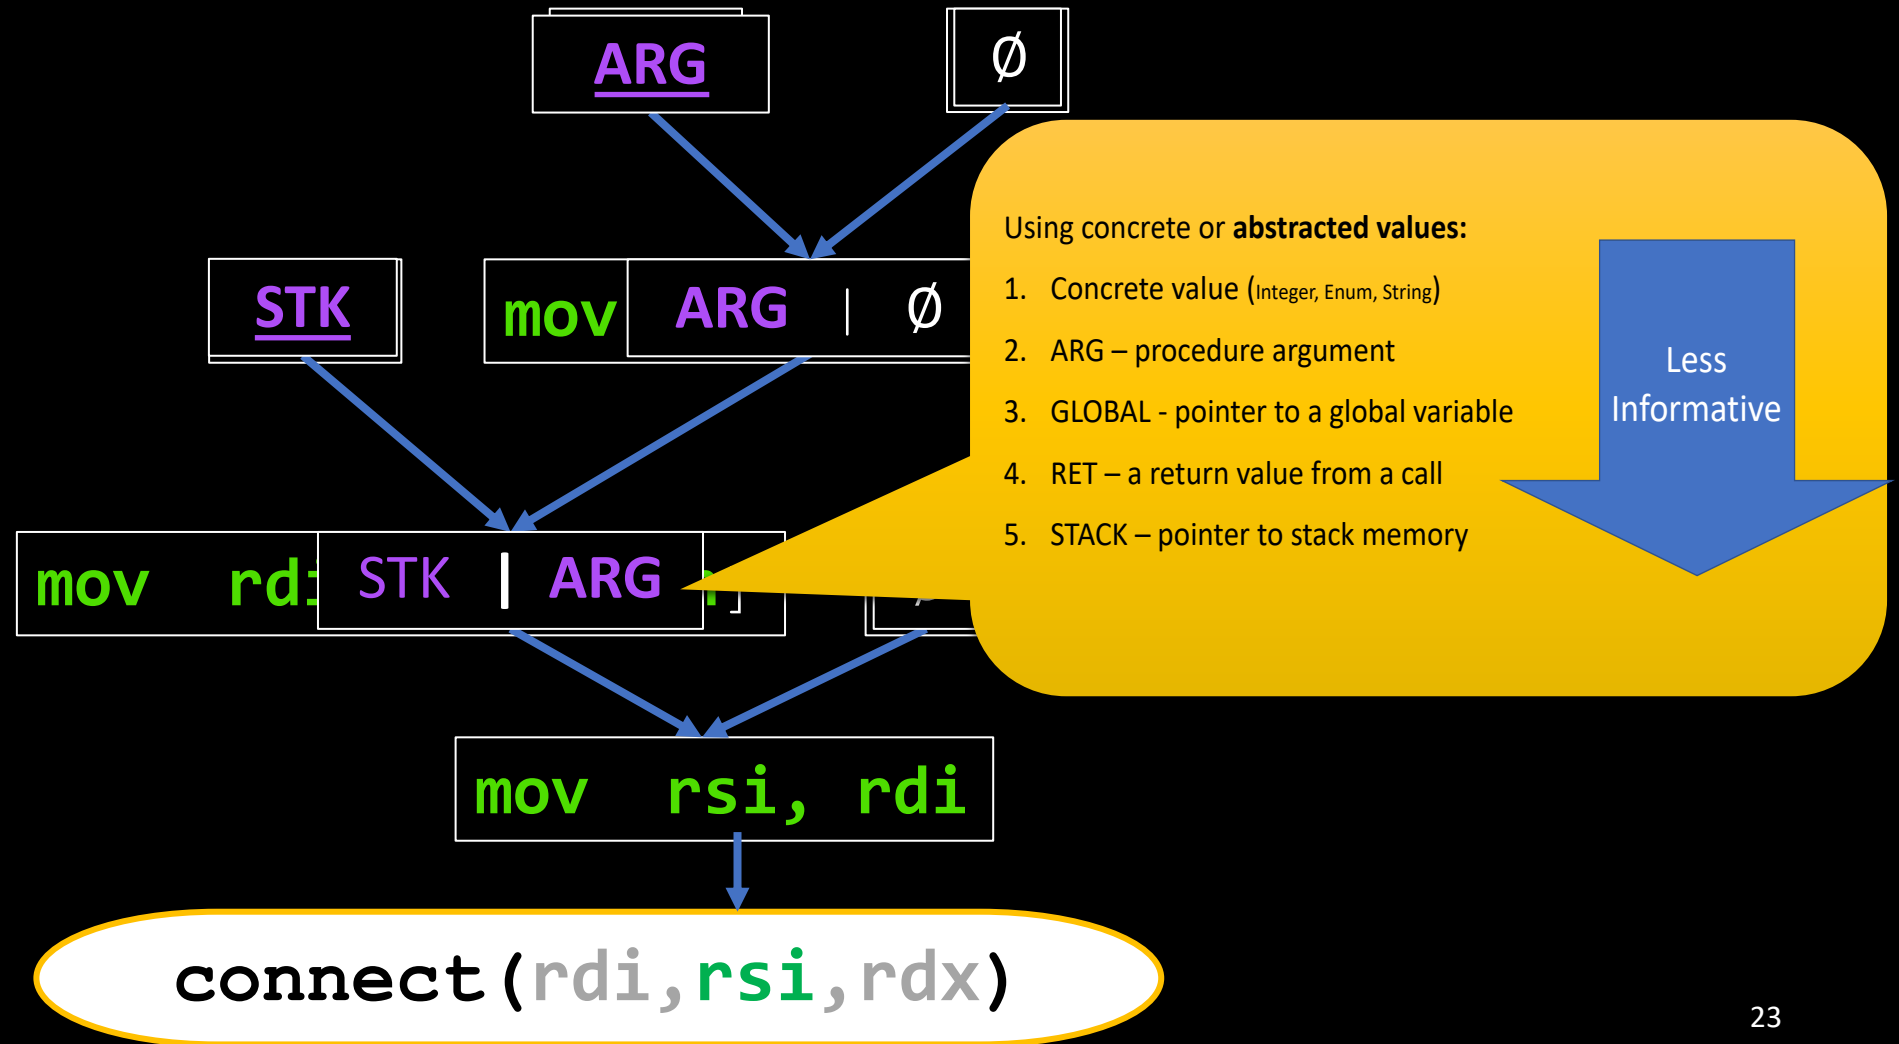 ARG
Ø
Using concrete or abstracted values:
1. Concrete value (Integer, Enum, String)
2. ARG – procedure argument
3. GLOBAL - pointer to a global variable
4. RET – a return value from a call
5. STACK – pointer to stack memory
Less
Informative
STK
mov ARG | Ø
mov STK | ARG ]
mov rsi, rdi
connect(rdi,rsi,rdx)
23